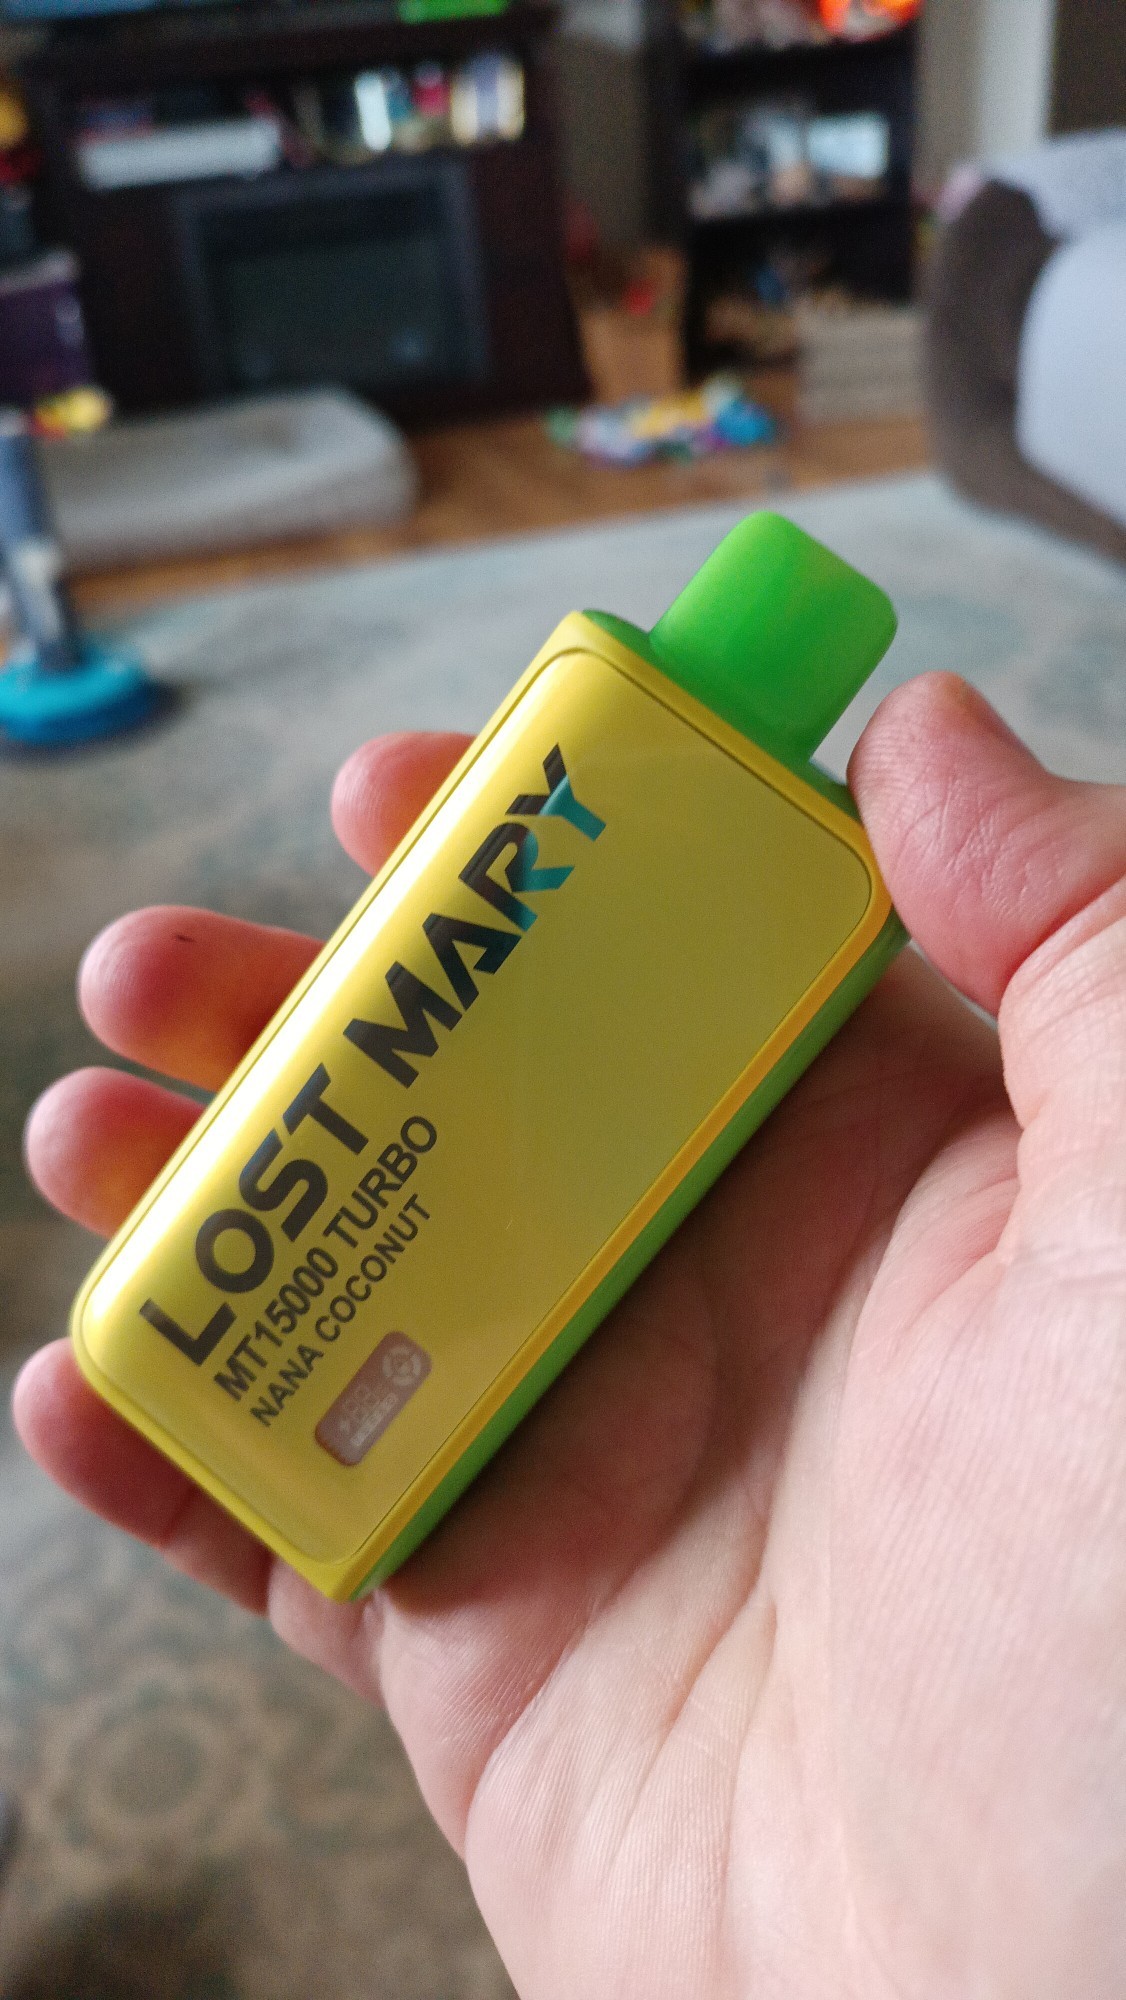 LOST MARY
MT15000 TURBO
NANA COCONUT